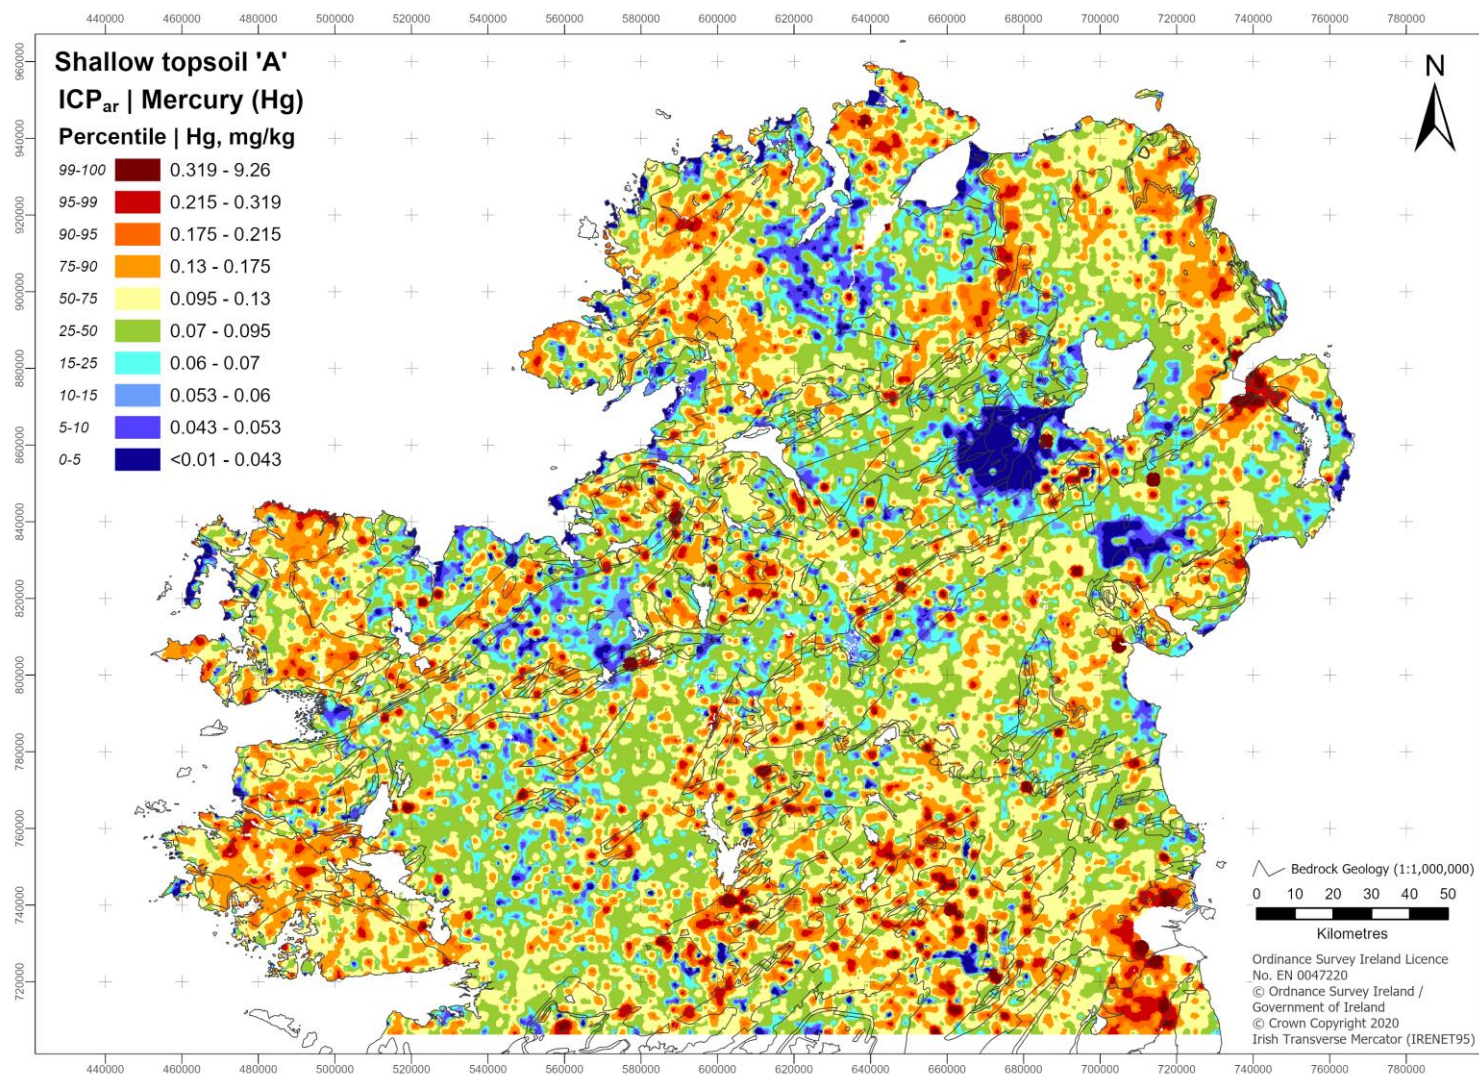 440000 460000 480000 500000 520000 540000 560000 580000 600000 620000 640000 660000 680000 700000 720000 740000 760000 780000
960000
940000
920000
900000
880000
860000
840000
820000
800000
780000
760000
740000
720000
Shallow topsoil 'A'
ICPar | Mercury (Hg)
Percentile | Hg, mg/kg
99-100 0.319 - 9.26
95-99 0.215 - 0.319
90-95 0.175 - 0.215
75-90 0.13 - 0.175
50-75 0.095 - 0.13
25-50 0.07 - 0.095
15-25 0.06 - 0.07
10-15 0.053 - 0.06
5-10 0.043 - 0.053
0-5 <0.01 - 0.043
N
Bedrock Geology (1:1,000,000)
0 10 20 30 40 50
Kilometres
Ordinance Survey Ireland Licence
No. EN 0047220
© Ordnance Survey Ireland /
Government of Ireland
© Crown Copyright 2020
Irish Transverse Mercator (IRENET95)
440000 460000 480000 500000 520000 540000 560000 580000 600000 620000 640000 660000 680000 700000 720000 740000 760000 780000